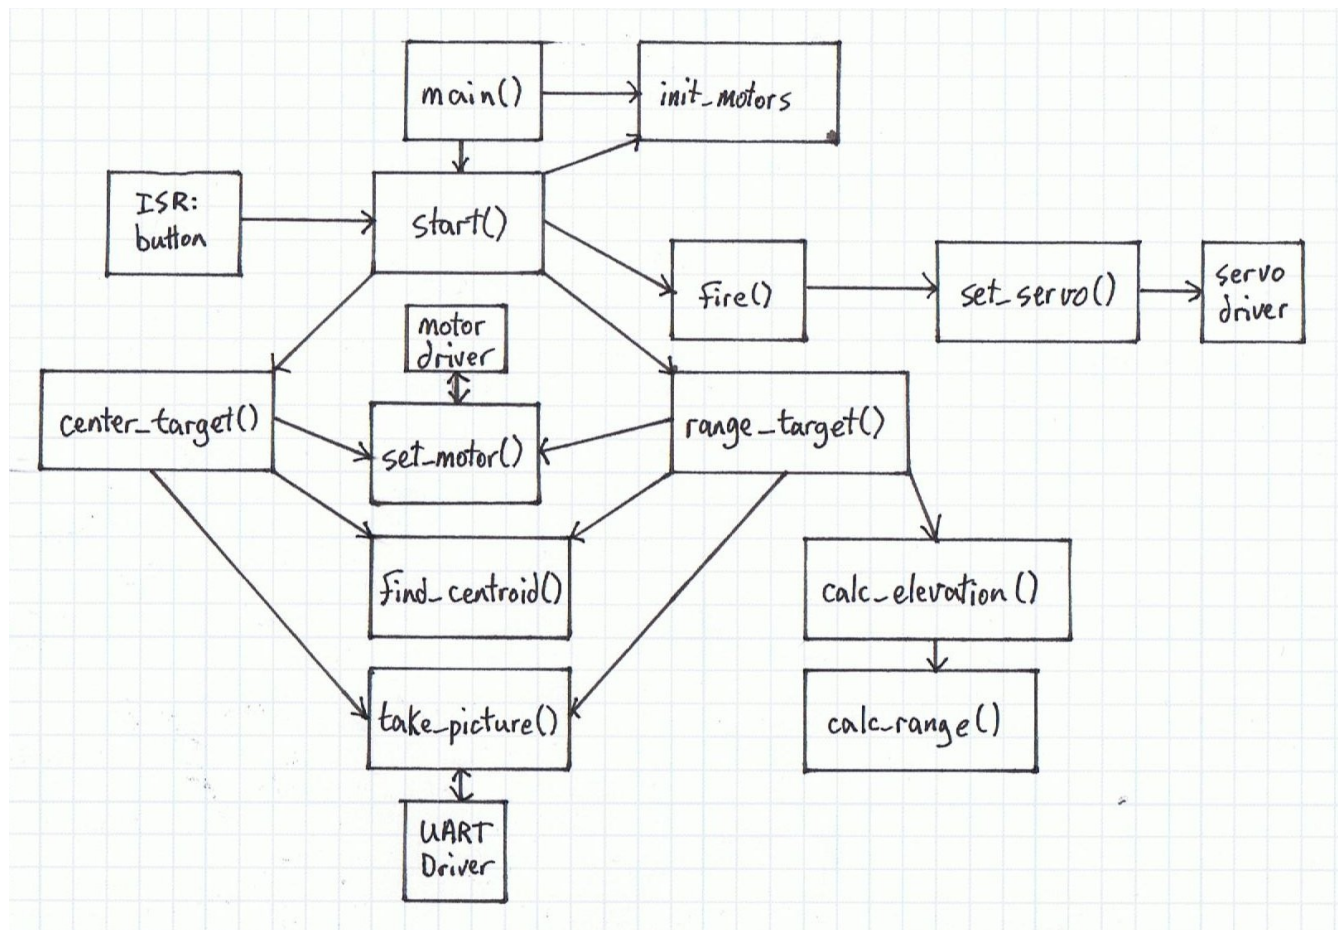 main()
init_motors
ISR:
button
start()
fire()
set_servo()
servo
driver
motor
driver
center_target()
set_motor()
range_target()
find_centroid()
calc_elevation()
take_picture()
calc_range()
UART
Driver